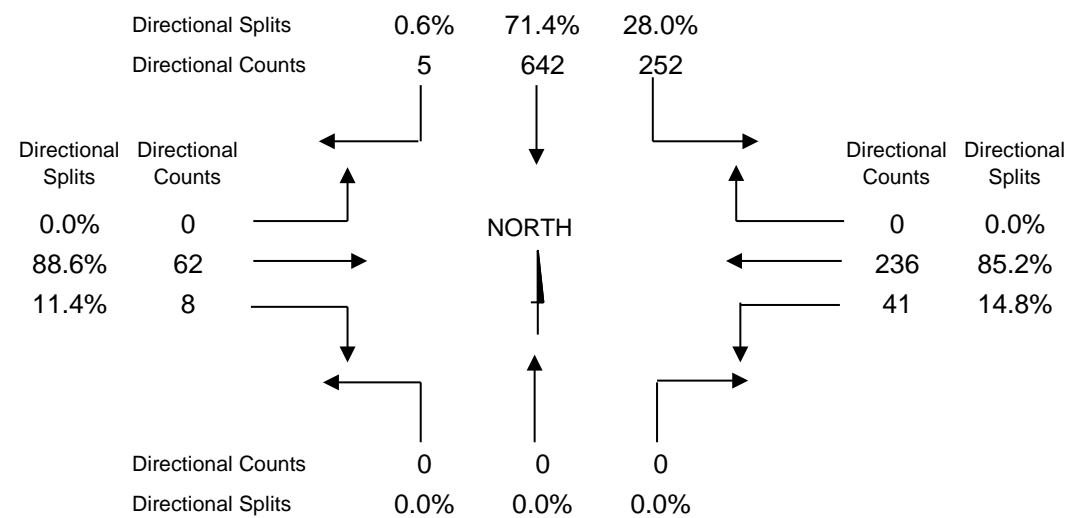 Directional Splits 0.6% 71.4% 28.0%
Directional Counts 5 642 252
Directional Directional Directional Directional
Splits Counts Counts Splits
0.0% 0 NORTH 0 0.0%
88.6% 62 236 85.2%
11.4% 8 41 14.8%
Directional Counts 0 0 0
Directional Splits 0.0% 0.0% 0.0%